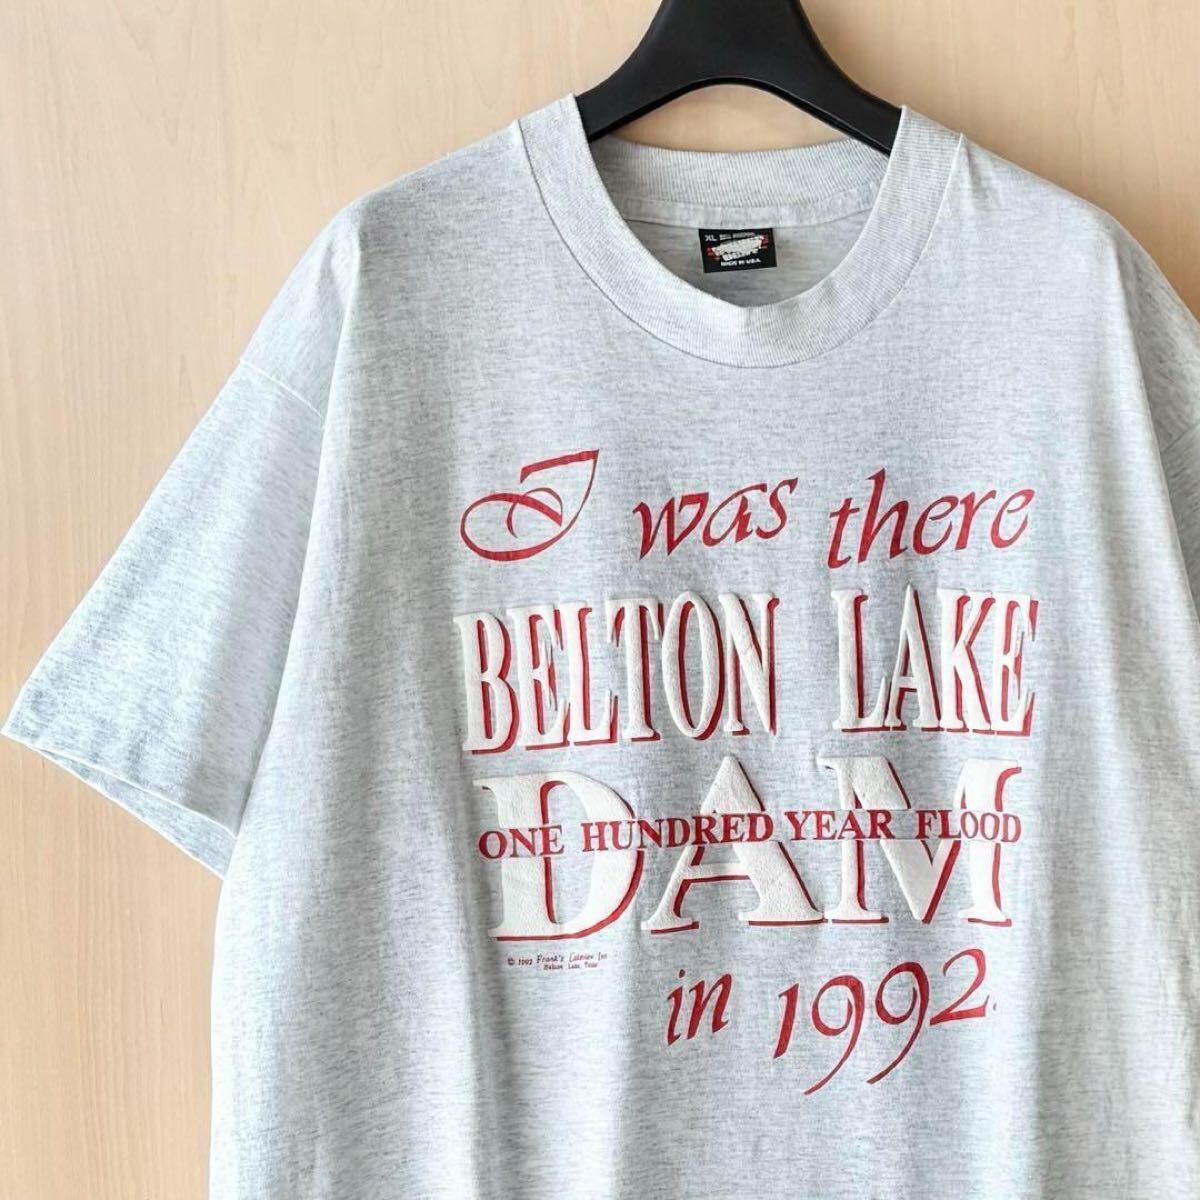 XL
MADE IN U.S.A.
I was there
BELTON LAKE
DAM
ONE HUNDRED YEAR FLOOD
© 1992 Frank's Lakeview Inn
Belton Lake, Texas
in 1992.